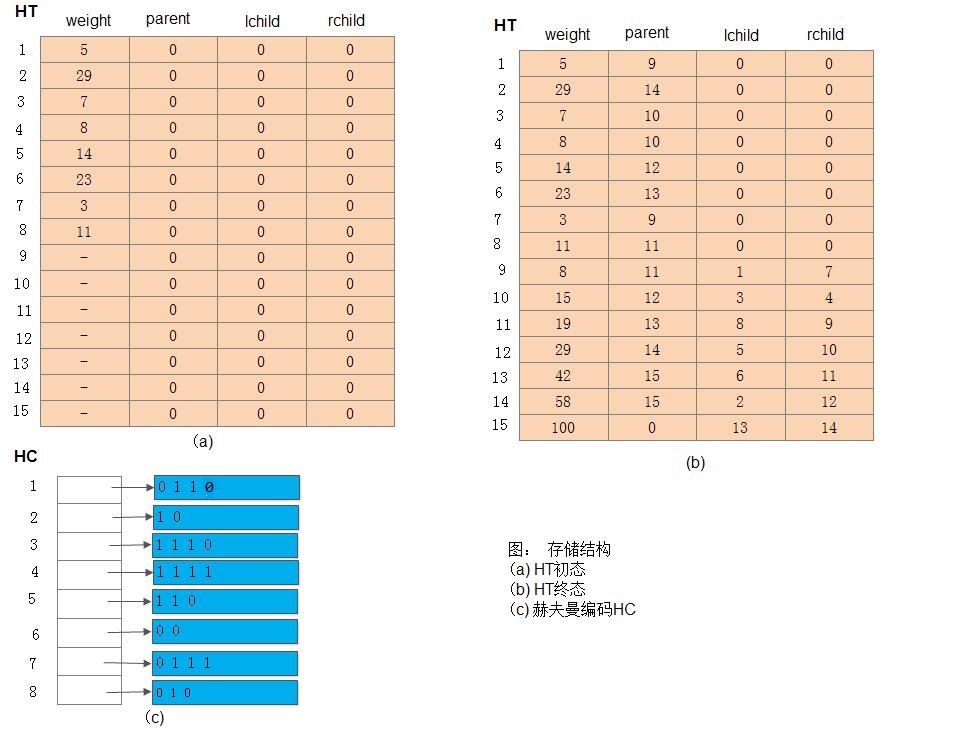 HT
weight parent lchild rchild
1 5 0 0 0
2 29 0 0 0
3 7 0 0 0
4 8 0 0 0
5 14 0 0 0
6 23 0 0 0
7 3 0 0 0
8 11 0 0 0
9 - 0 0 0
10 - 0 0 0
11 - 0 0 0
12 - 0 0 0
13 - 0 0 0
14 - 0 0 0
15 - 0 0 0
(a)
HT
weight parent lchild rchild
1 5 9 0 0
2 29 14 0 0
3 7 10 0 0
4 8 10 0 0
5 14 12 0 0
6 23 13 0 0
7 3 9 0 0
8 11 11 0 0
9 8 11 1 7
10 15 12 3 4
11 19 13 8 9
12 29 14 5 10
13 42 15 6 11
14 58 15 2 12
15 100 0 13 14
(b)
HC
1 0 1 1 0
2 1 0
3 1 1 1 0
4 1 1 1 1
5 1 1 0
6 0 0
7 0 1 1 1
8 0 1 0
(c)
图： 存储结构
(a) HT初态
(b) HT终态
(c) 赫夫曼编码HC